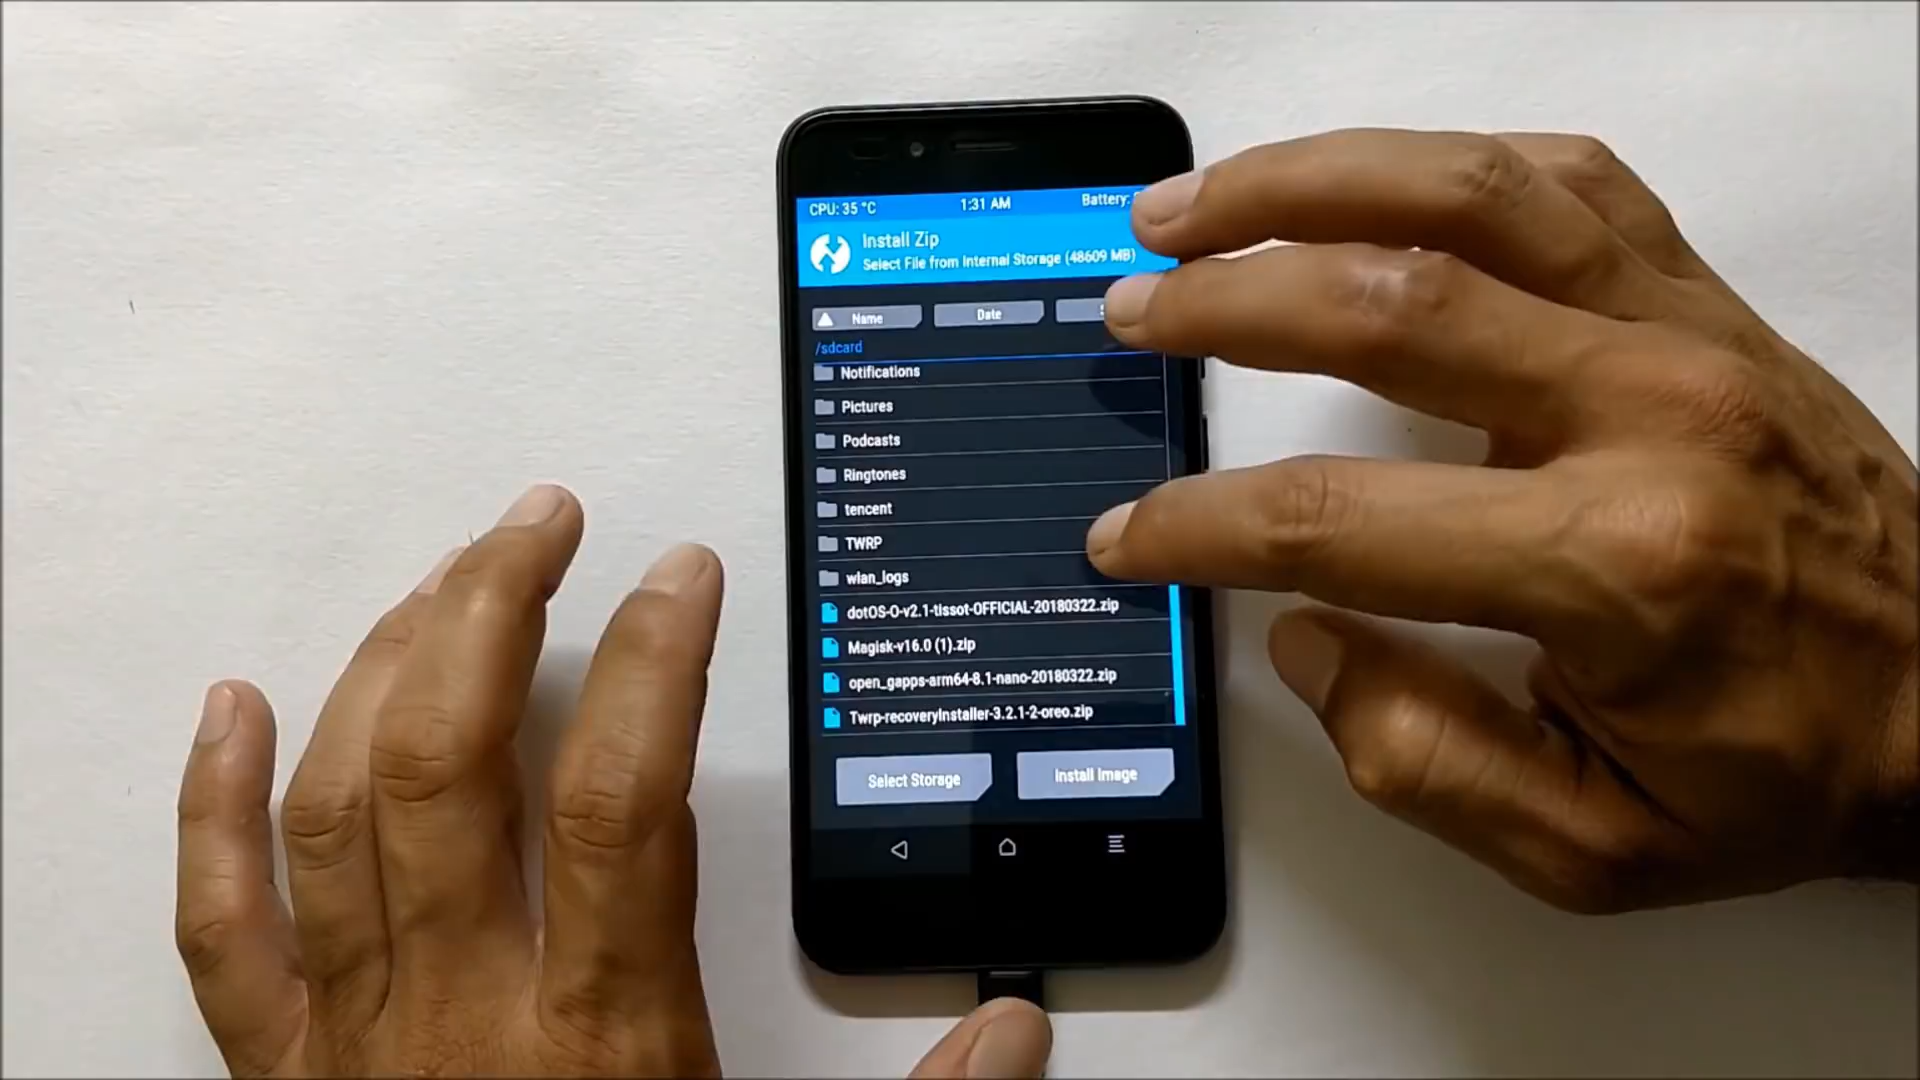 CPU: 35 °C
1:31 AM
Battery:
Install Zip
Select File from Internal Storage (48609 MB)
Name
Date
/sdcard
Notifications
Pictures
Podcasts
Ringtones
tencent
TWRP
wlan_logs
dotOS-O-v2.1-tissot-OFFICIAL-20180322.zip
Magisk-v16.0 (1).zip
open_gapps-arm64-8.1-nano-20180322.zip
Twrp-recoveryInstaller-3.2.1-2-oreo.zip
Select Storage
Install Image